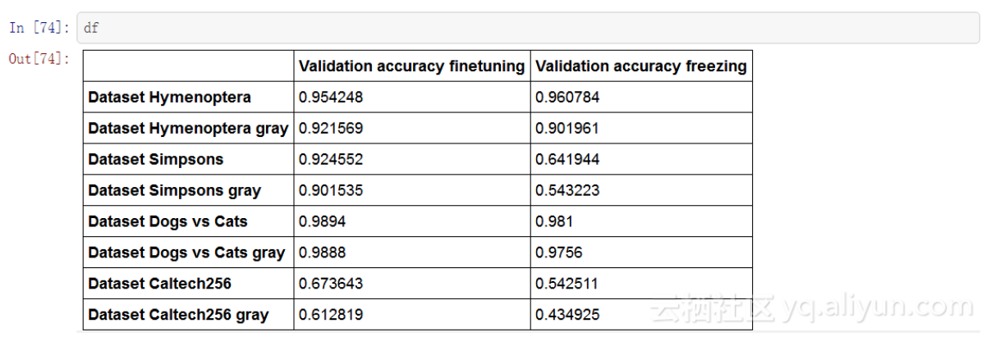 In [74]: df
Out[74]:
Validation accuracy finetuning Validation accuracy freezing
Dataset Hymenoptera 0.954248 0.960784
Dataset Hymenoptera gray 0.921569 0.901961
Dataset Simpsons 0.924552 0.641944
Dataset Simpsons gray 0.901535 0.543223
Dataset Dogs vs Cats 0.9894 0.981
Dataset Dogs vs Cats gray 0.9888 0.9756
Dataset Caltech256 0.673643 0.542511
Dataset Caltech256 gray 0.612819 0.434925
云栖社区 yq.aliyun.com